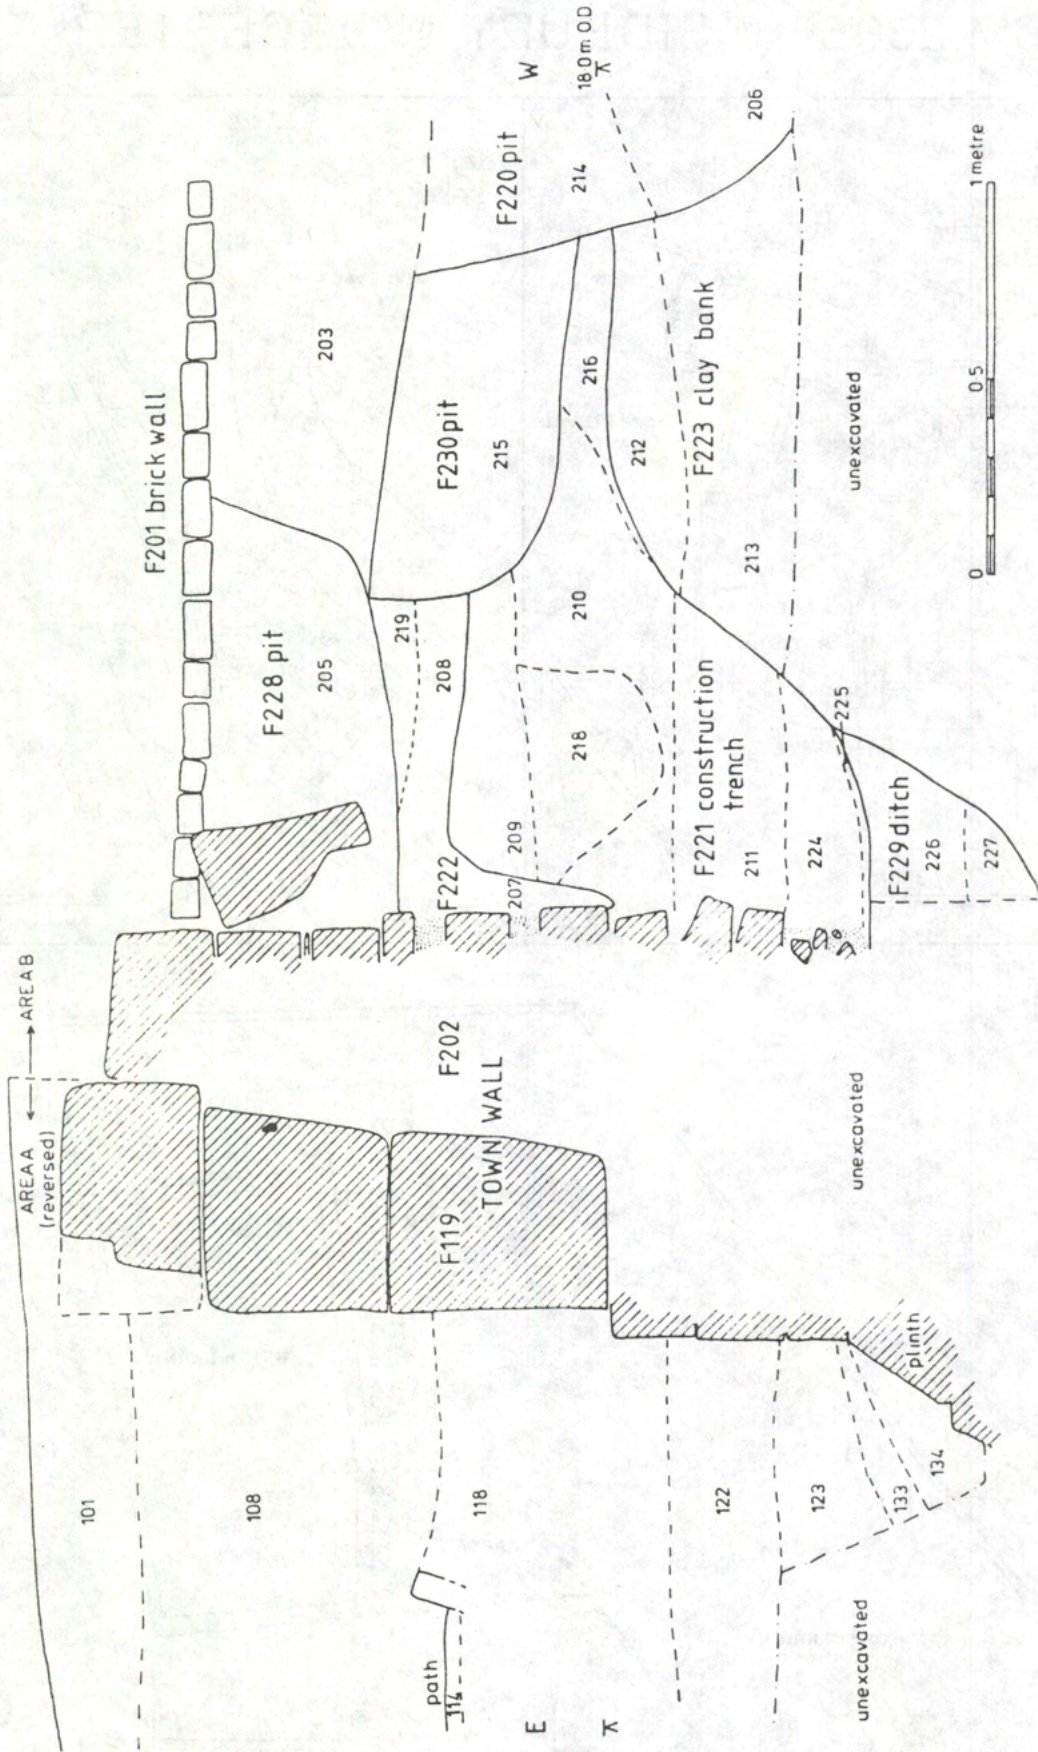 AREA A ← → AREA B
(reversed)
101
108
118
path
114
E
122
123
133
134
plinth
unexcavated
F119
F202
TOWN WALL
unexcavated
F201 brick wall
F228 pit
205
203
219
208
F222
207
209
218
210
F230 pit
215
216
212
F220 pit
214
W
18.0m O.D.
206
F223 clay bank
213
F221 construction
trench
211
224
225
F229 ditch
226
227
unexcavated
0
0.5
1 metre